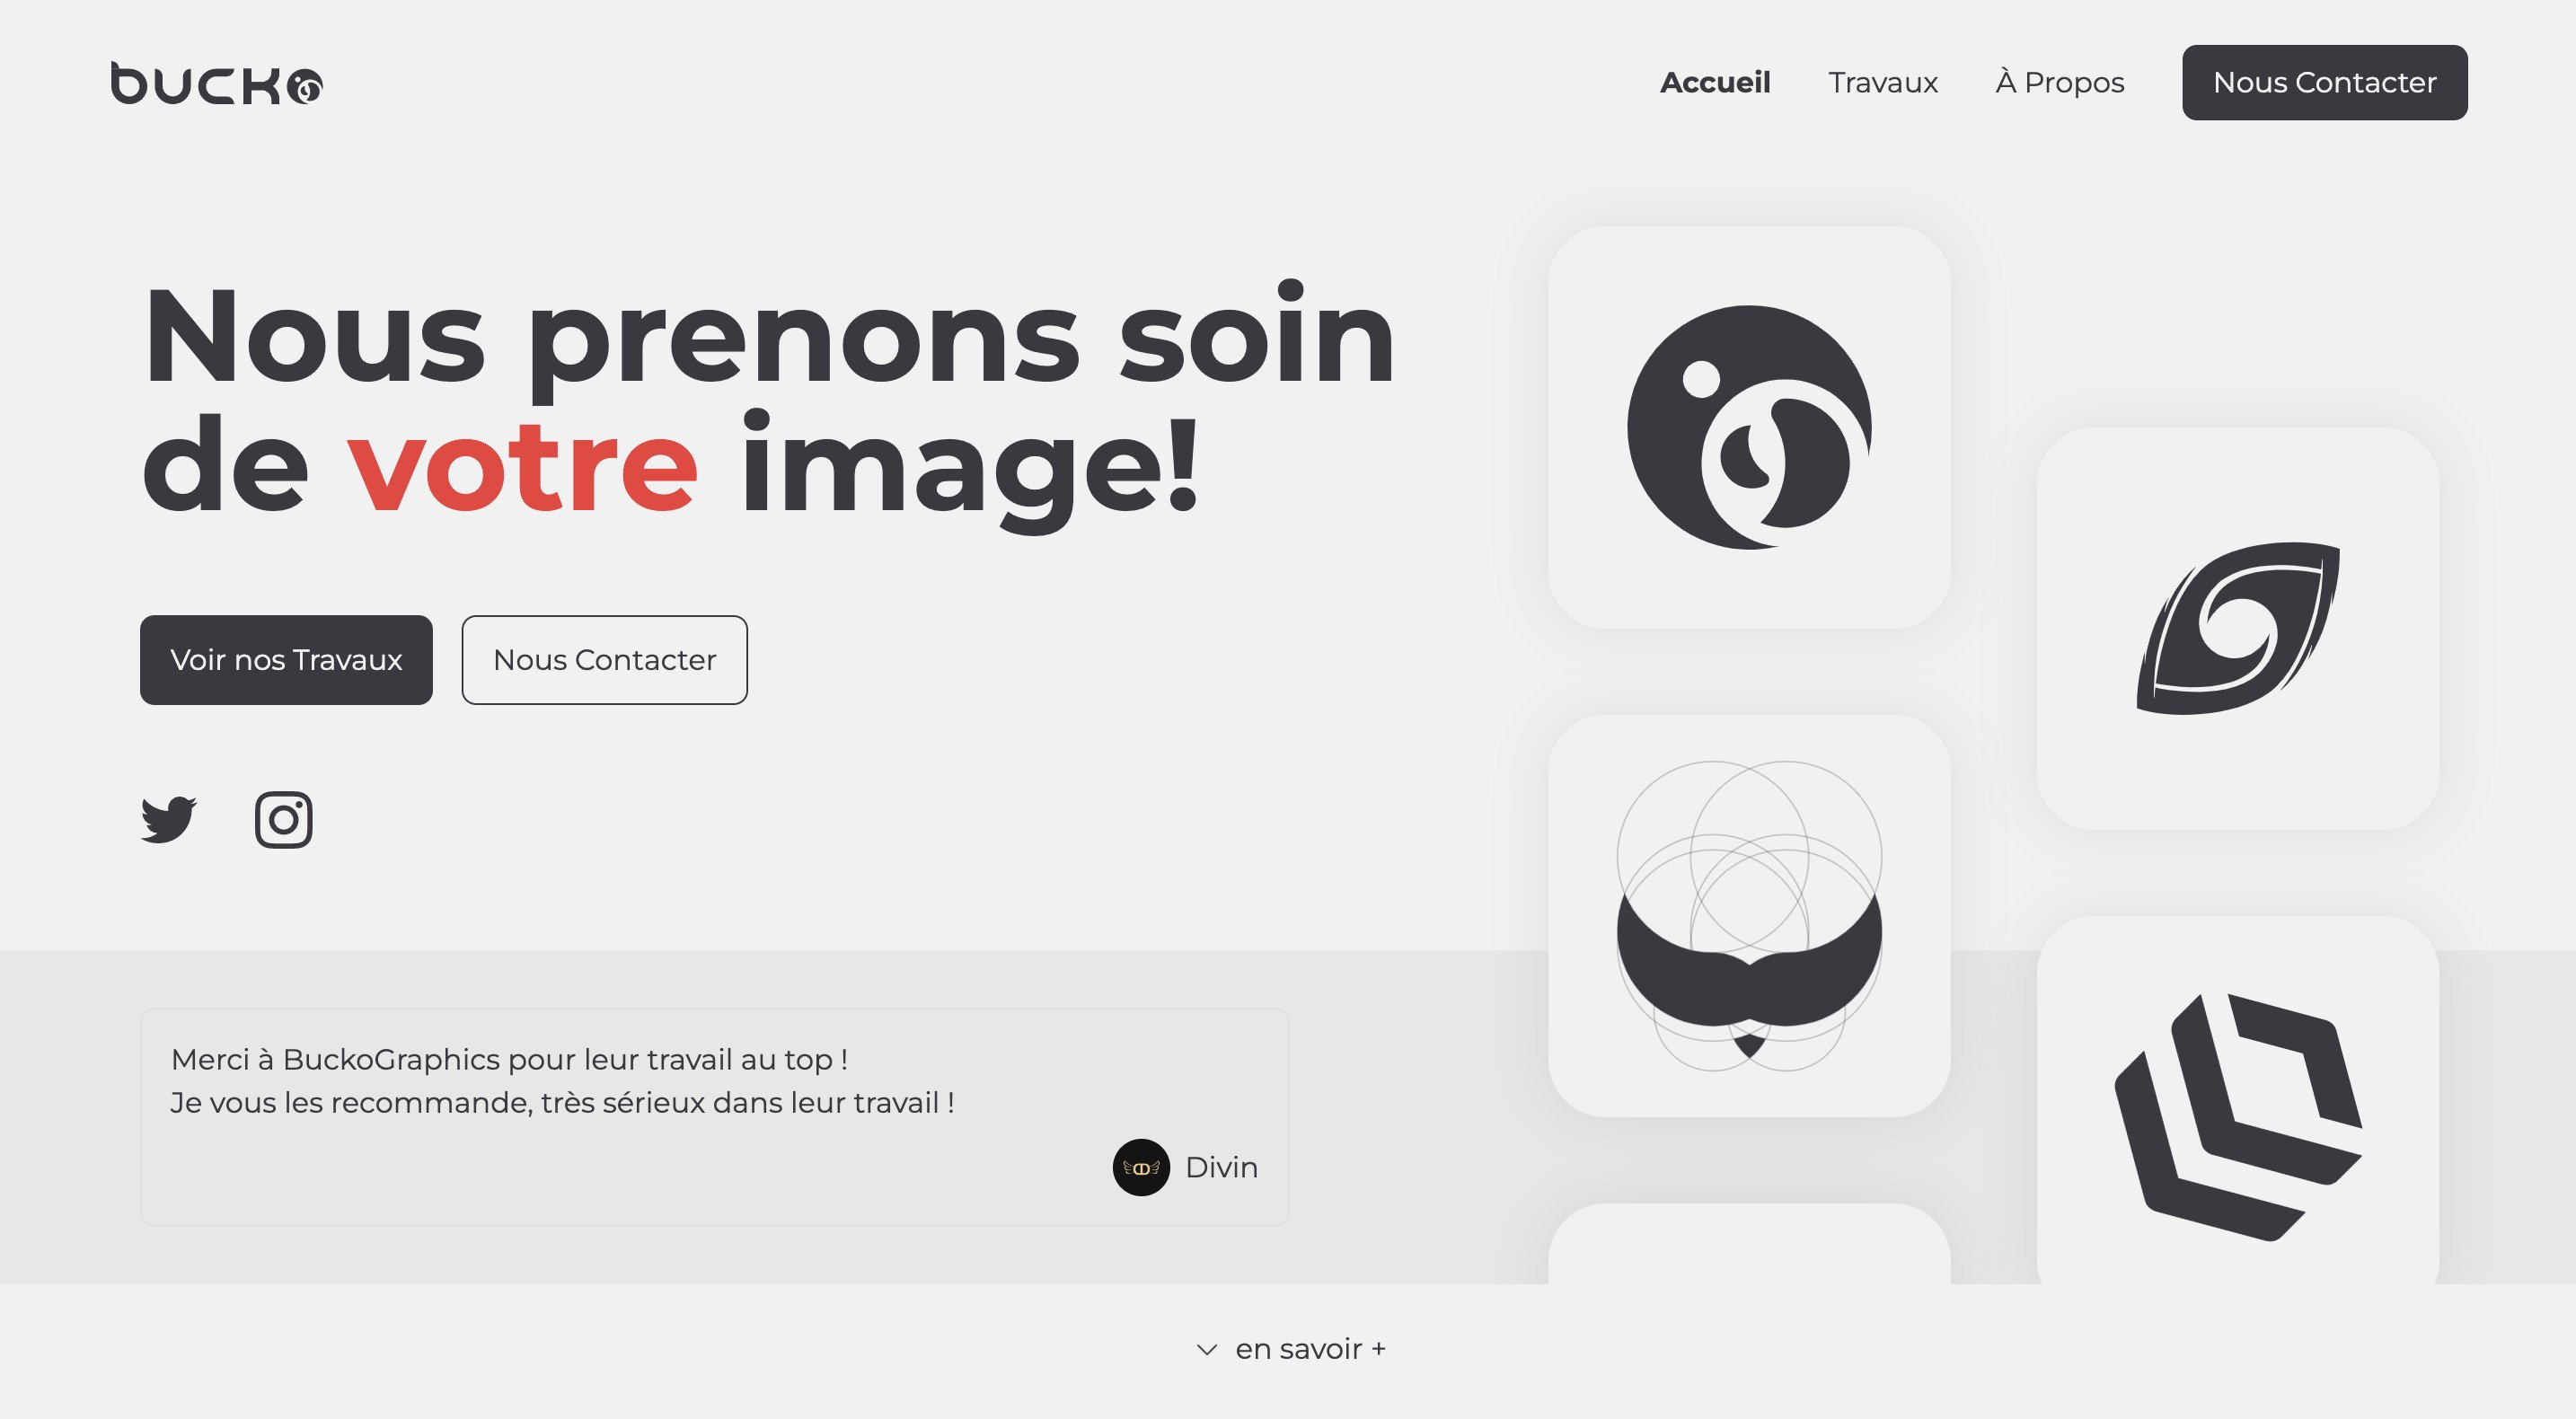 bucko
Accueil
Travaux
À Propos
Nous Contacter
Nous prenons soin
de votre image!
Voir nos Travaux
Nous Contacter
Merci à BuckoGraphics pour leur travail au top !
Je vous les recommande, très sérieux dans leur travail !
Divin
en savoir +